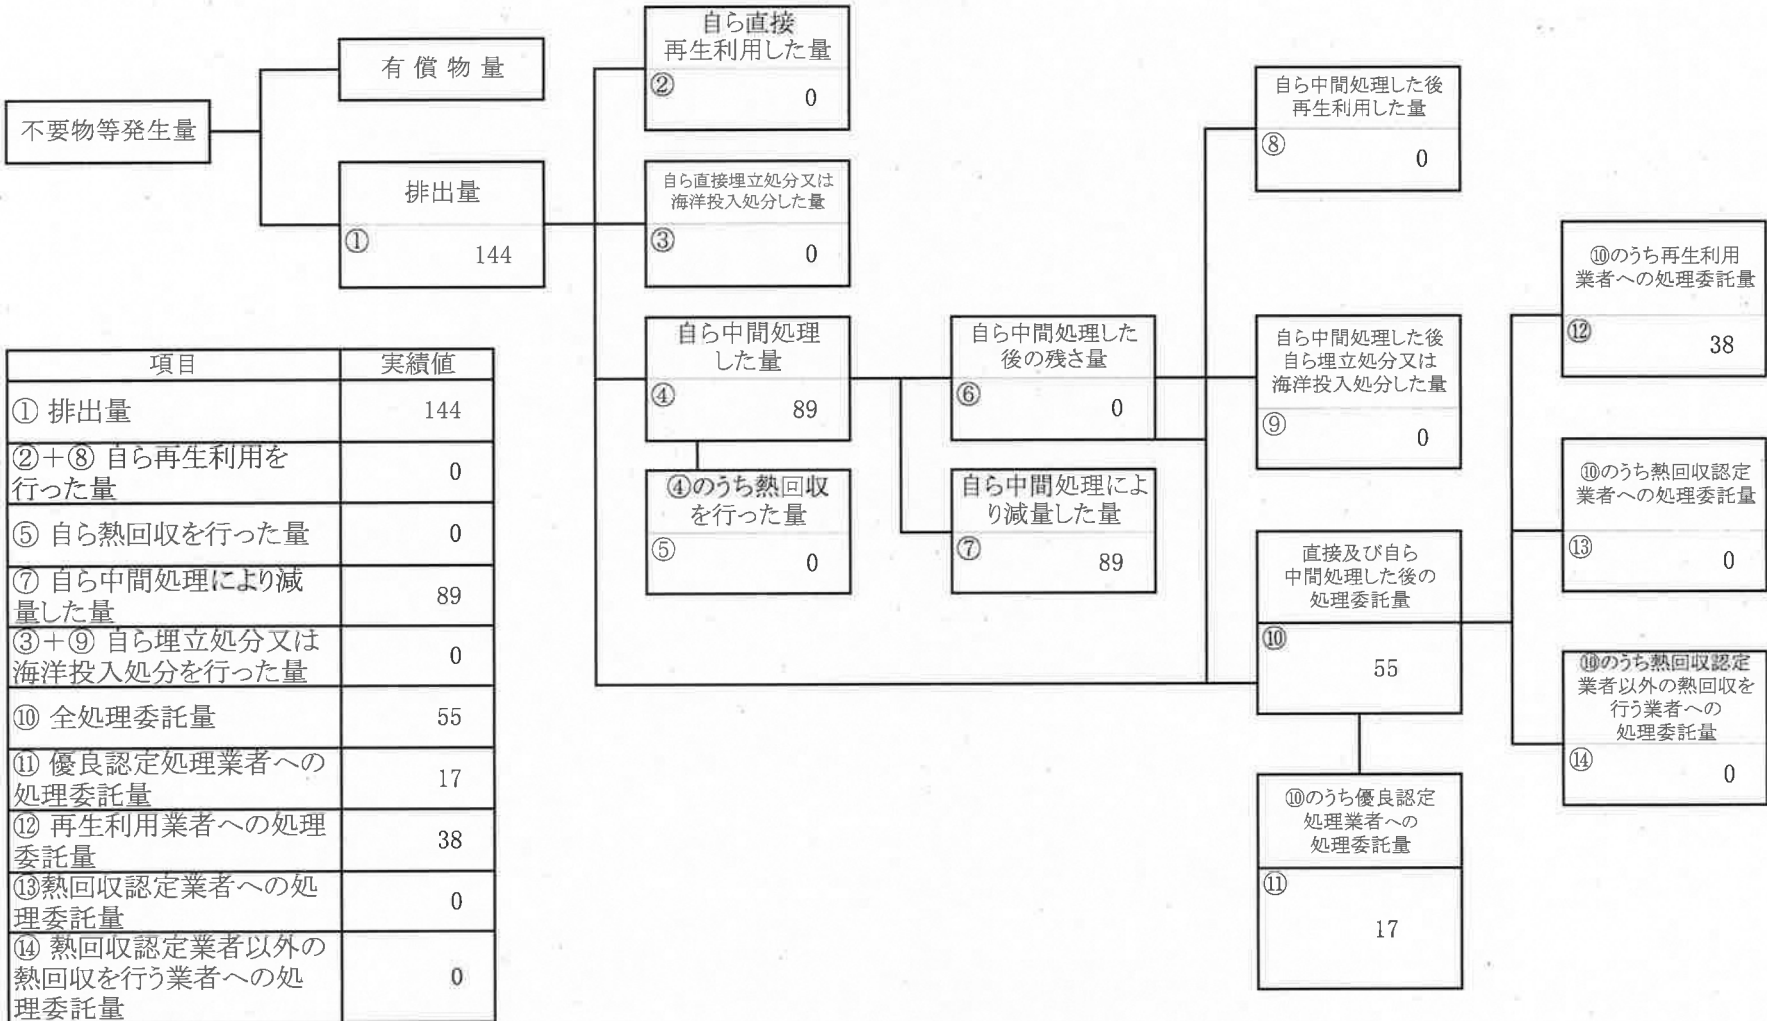 不要物等発生量
有償物量
排出量
①
144
自ら直接
再生利用した量
②
0
自ら直接埋立処分又は
海洋投入処分した量
③
0
自ら中間処理
した量
④
89
④のうち熱回収
を行った量
⑤
0
自ら中間処理した
後の残さ量
⑥
0
自ら中間処理によ
り減量した量
⑦
89
自ら中間処理した後
再生利用した量
⑧
0
自ら中間処理した後
自ら埋立処分又は
海洋投入処分した量
⑨
0
直接及び自ら
中間処理した後の
処理委託量
⑩
55
⑩のうち優良認定
処理業者への
処理委託量
⑪
17
⑩のうち再生利用
業者への処理委託量
⑫
38
⑩のうち熱回収認定
業者への処理委託量
⑬
0
⑩のうち熱回収認定
業者以外の熱回収を
行う業者への
処理委託量
⑭
0
項目 実績値
① 排出量 144
②+⑧ 自ら再生利用を
行った量 0
⑤ 自ら熱回収を行った量 0
⑦ 自ら中間処理により減
量した量 89
③+⑨ 自ら埋立処分又は
海洋投入処分を行った量 0
⑩ 全処理委託量 55
⑪ 優良認定処理業者への
処理委託量 17
⑫ 再生利用業者への処理
委託量 38
⑬熱回収認定業者への処
理委託量 0
⑭ 熱回収認定業者以外の
熱回収を行う業者への処
理委託量 0